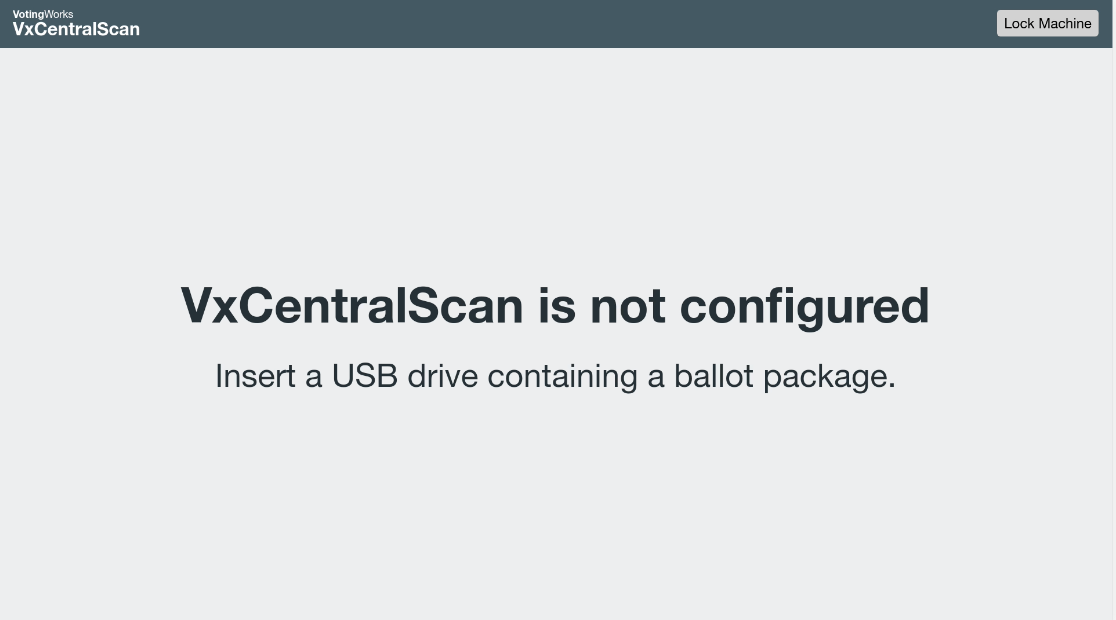 VotingWorks
VxCentralScan
Lock Machine
VxCentralScan is not configured
Insert a USB drive containing a ballot package.